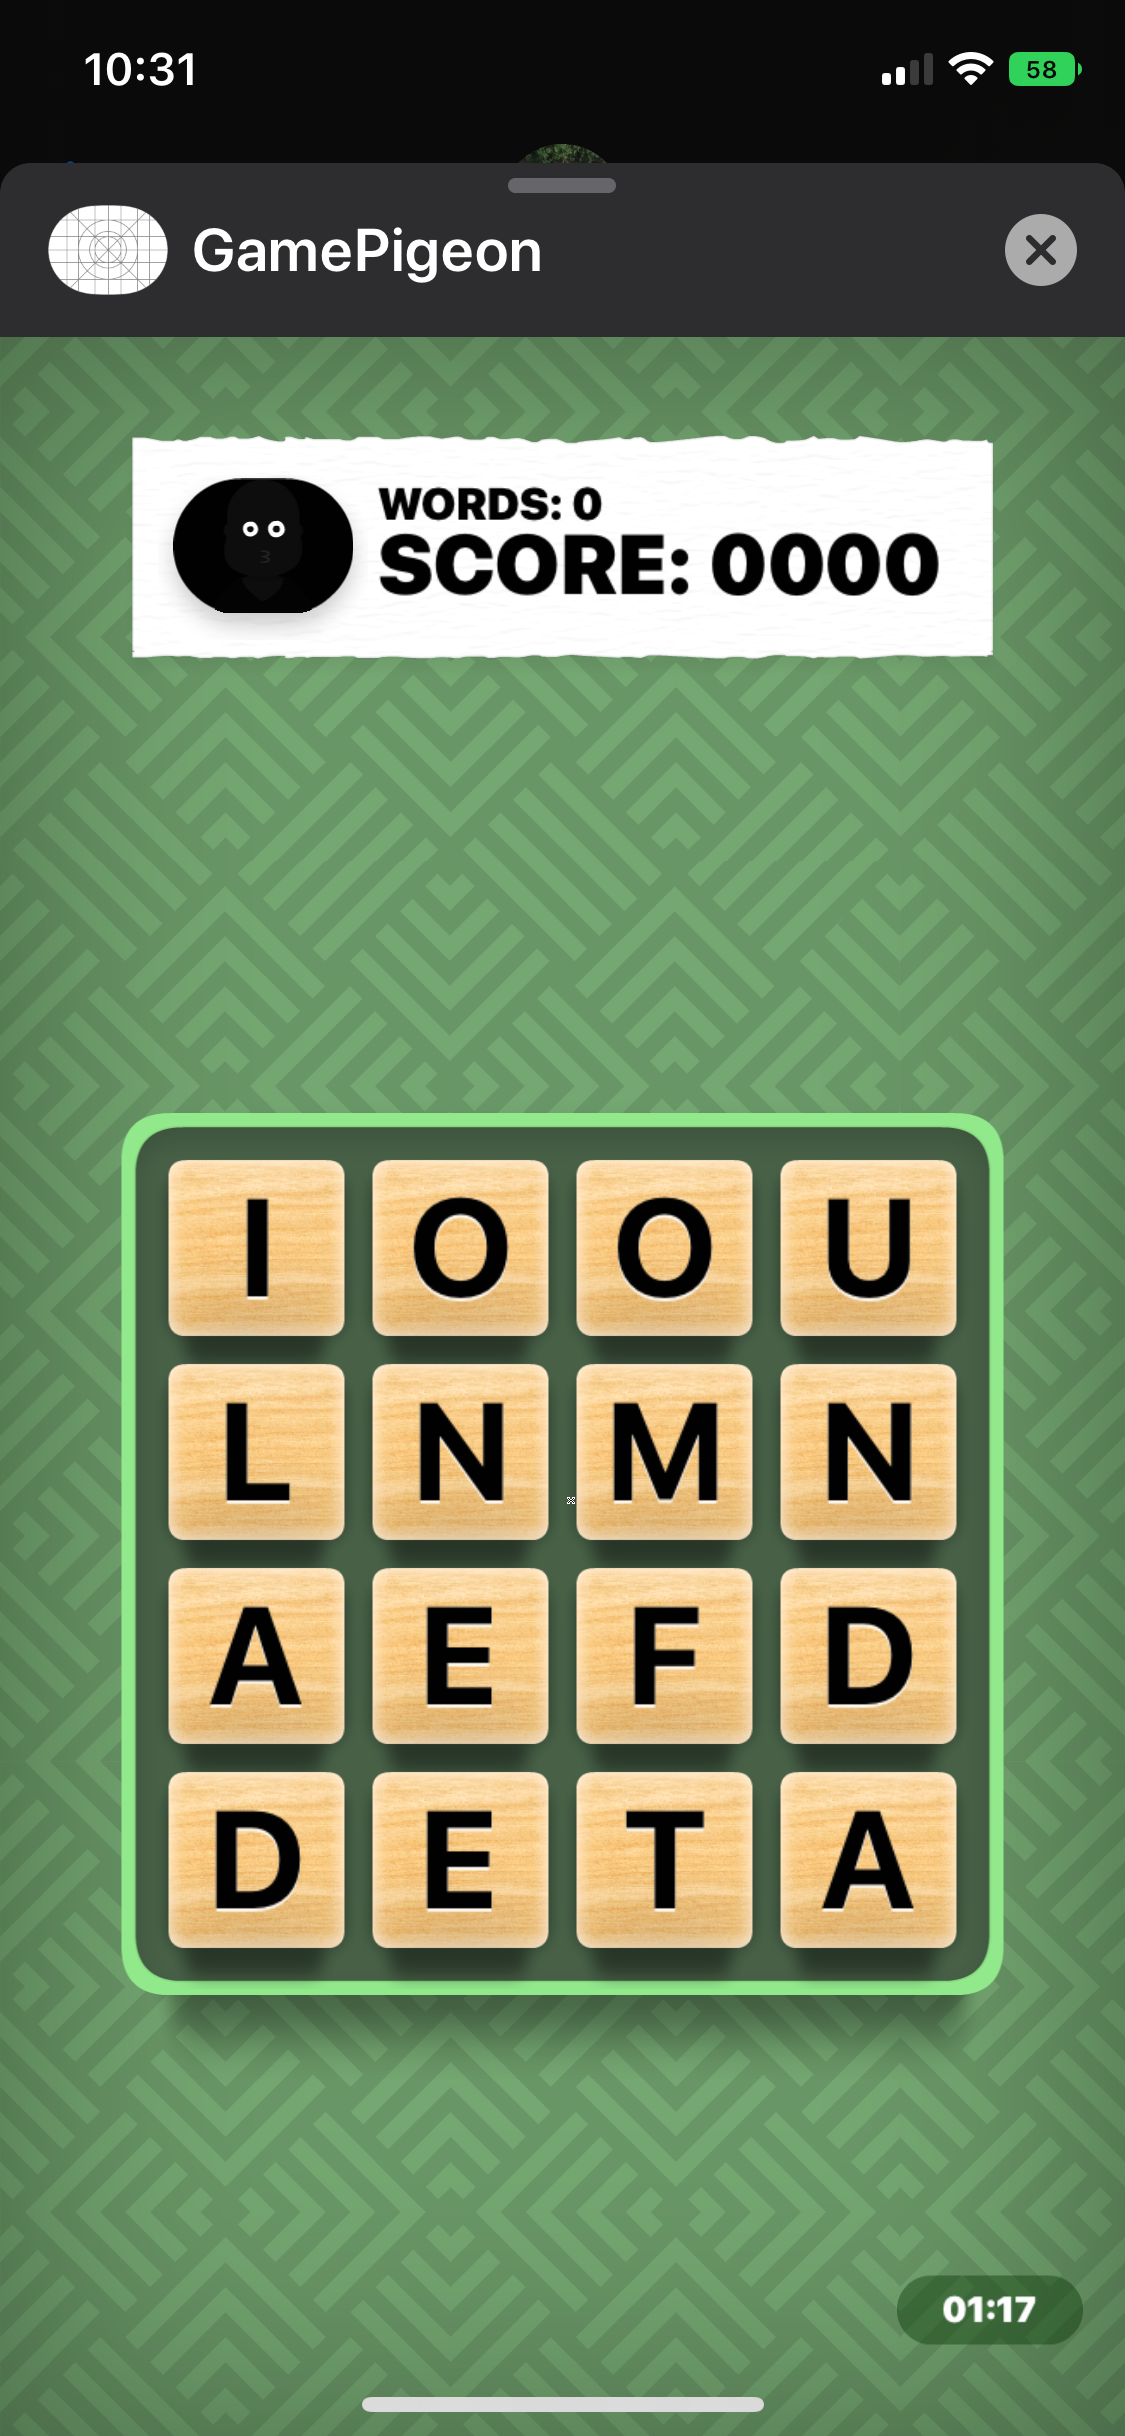 10:31
58
GamePigeon
WORDS: 0
SCORE: 0000
I O O U
L N M N
A E F D
D E T A
01:17